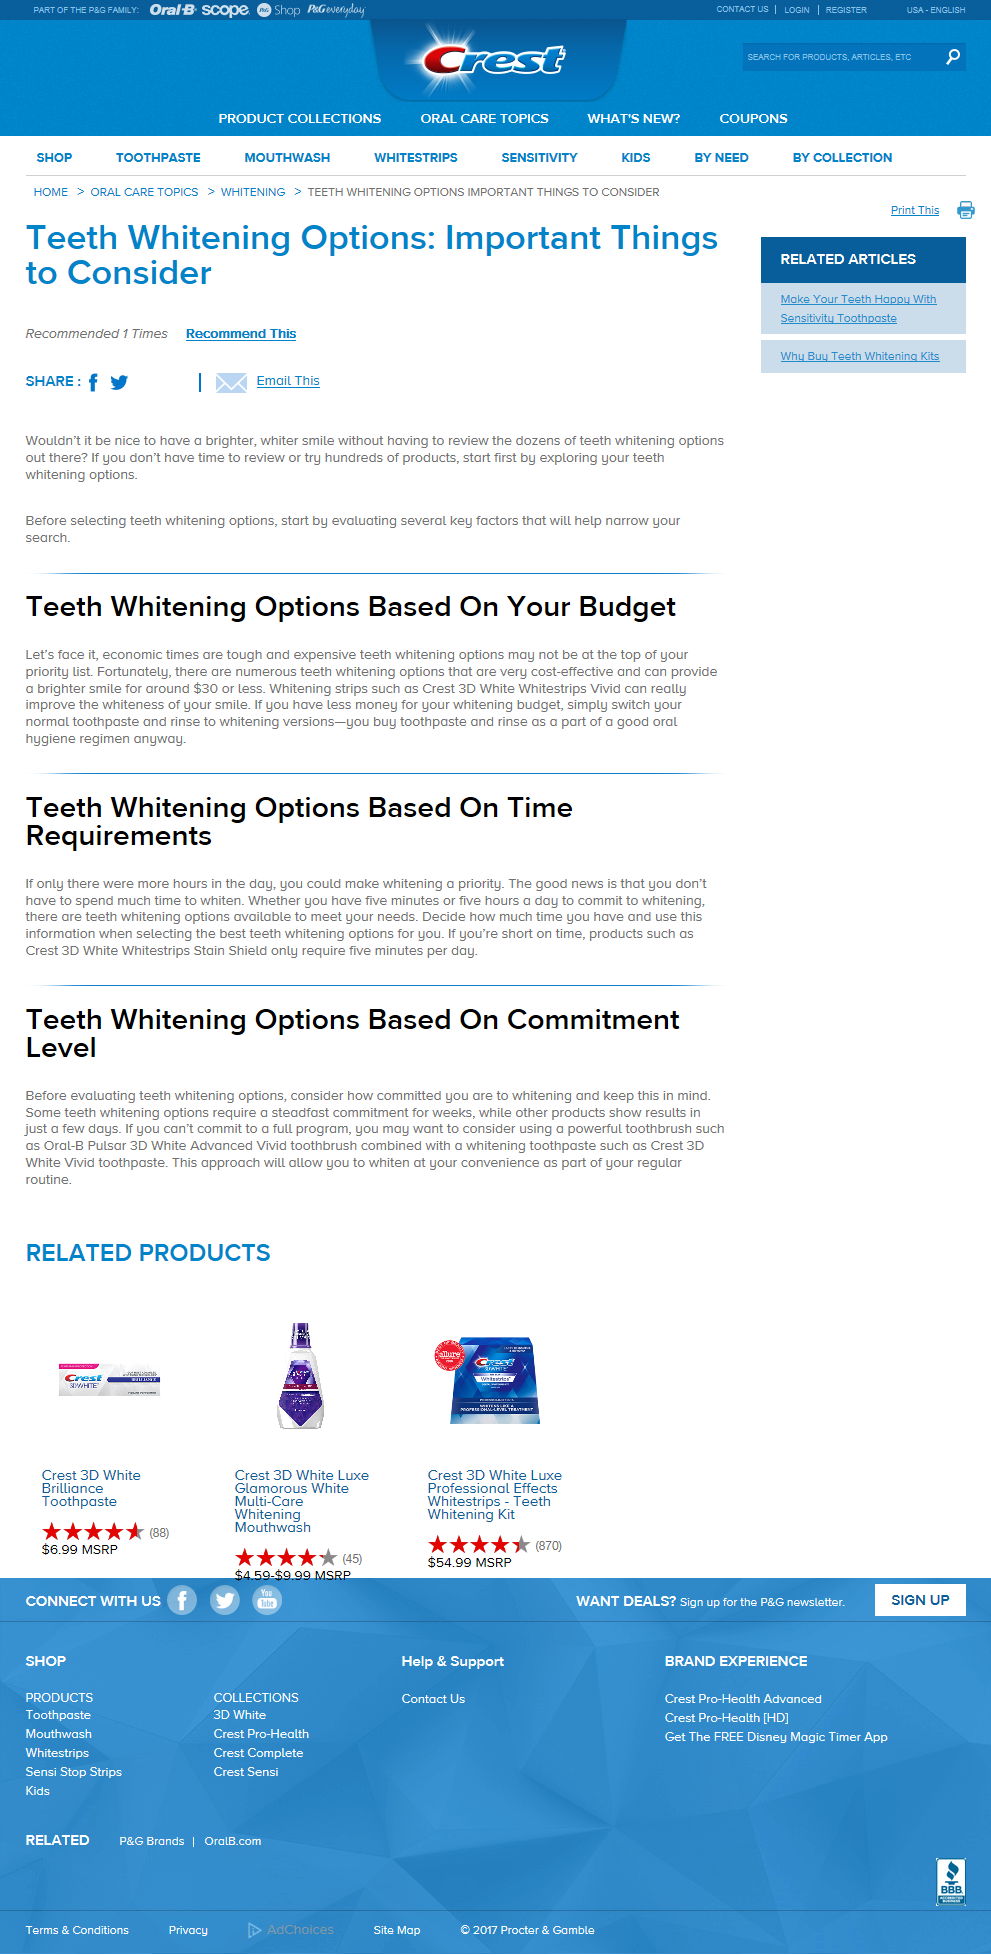 PART OF THE P&G FAMILY: Oral-B scope. P&G Shop P&G everyday
CONTACT US | LOGIN | REGISTER USA - ENGLISH
Crest
SEARCH FOR PRODUCTS, ARTICLES, ETC
PRODUCT COLLECTIONS ORAL CARE TOPICS WHAT'S NEW? COUPONS
SHOP TOOTHPASTE MOUTHWASH WHITESTRIPS SENSITIVITY KIDS BY NEED BY COLLECTION
HOME > ORAL CARE TOPICS > WHITENING > TEETH WHITENING OPTIONS IMPORTANT THINGS TO CONSIDER
Print This
Teeth Whitening Options: Important Things
to Consider
RELATED ARTICLES
Make Your Teeth Happy With
Sensitivity Toothpaste
Why Buy Teeth Whitening Kits
Recommended 1 Times Recommend This
SHARE : | Email This
Wouldn't it be nice to have a brighter, whiter smile without having to review the dozens of teeth whitening options
out there? If you don't have time to review or try hundreds of products, start first by exploring your teeth
whitening options.
Before selecting teeth whitening options, start by evaluating several key factors that will help narrow your
search.
Teeth Whitening Options Based On Your Budget
Let's face it, economic times are tough and expensive teeth whitening options may not be at the top of your
priority list. Fortunately, there are numerous teeth whitening options that are very cost-effective and can provide
a brighter smile for around $30 or less. Whitening strips such as Crest 3D White Whitestrips Vivid can really
improve the whiteness of your smile. If you have less money for your whitening budget, simply switch your
normal toothpaste and rinse to whitening versions—you buy toothpaste and rinse as a part of a good oral
hygiene regimen anyway.
Teeth Whitening Options Based On Time
Requirements
If only there were more hours in the day, you could make whitening a priority. The good news is that you don't
have to spend much time to whiten. Whether you have five minutes or five hours a day to commit to whitening,
there are teeth whitening options available to meet your needs. Decide how much time you have and use this
information when selecting the best teeth whitening options for you. If you're short on time, products such as
Crest 3D White Whitestrips Stain Shield only require five minutes per day.
Teeth Whitening Options Based On Commitment
Level
Before evaluating teeth whitening options, consider how committed you are to whitening and keep this in mind.
Some teeth whitening options require a steadfast commitment for weeks, while other products show results in
just a few days. If you can't commit to a full program, you may want to consider using a powerful toothbrush such
as Oral-B Pulsar 3D White Advanced Vivid toothbrush combined with a whitening toothpaste such as Crest 3D
White Vivid toothpaste. This approach will allow you to whiten at your convenience as part of your regular
routine.
RELATED PRODUCTS
Crest
3D WHITE
BRILLIANCE
allure
Crest
3D WHITE
Whitestrips
Crest 3D White
Brilliance
Toothpaste
(88)
$6.99 MSRP
Crest 3D White Luxe
Glamorous White
Multi-Care
Whitening
Mouthwash
(45)
$4.59-$9.99 MSRP
Crest 3D White Luxe
Professional Effects
Whitestrips - Teeth
Whitening Kit
(870)
$54.99 MSRP
CONNECT WITH US You Tube WANT DEALS? Sign up for the P&G newsletter. SIGN UP
SHOP
PRODUCTS
Toothpaste
Mouthwash
Whitestrips
Sensi Stop Strips
Kids
COLLECTIONS
3D White
Crest Pro-Health
Crest Complete
Crest Sensi
Help & Support
Contact Us
BRAND EXPERIENCE
Crest Pro-Health Advanced
Crest Pro-Health [HD]
Get The FREE Disney Magic Timer App
RELATED P&G Brands | OralB.com
BBB
ACCREDITED
BUSINESS
Terms & Conditions Privacy AdChoices Site Map © 2017 Procter & Gamble